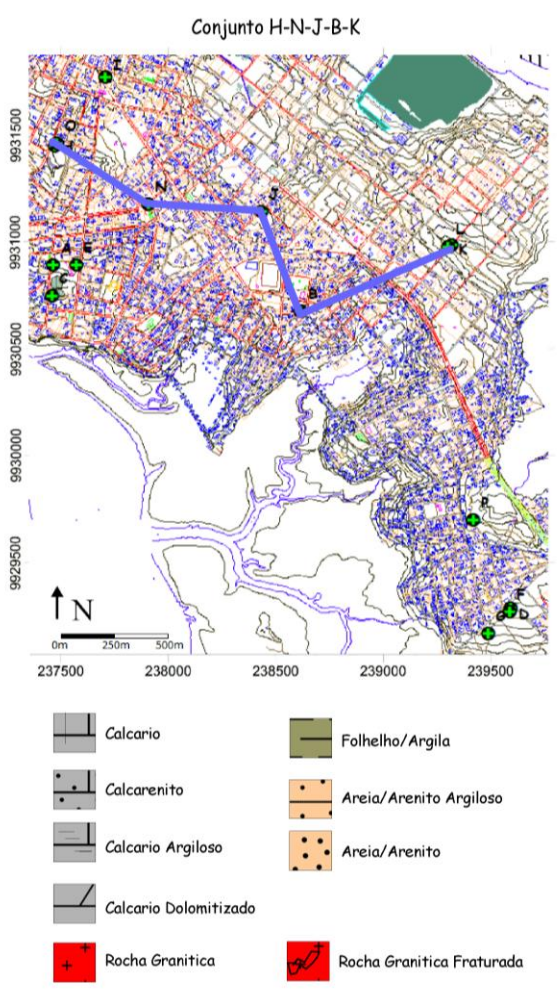 Conjunto H-N-J-B-K
I
O
H
N
J
L
K
A
E
C
B
P
F
D
G
9931500
9931000
9930500
9930000
9929500
N
0m 250m 500m
237500 238000 238500 239000 239500
Calcario
Folhelho/Argila
Calcarenito
Areia/Arenito Argiloso
Calcario Argiloso
Areia/Arenito
Calcario Dolomitizado
Rocha Granitica
Rocha Granitica Fraturada